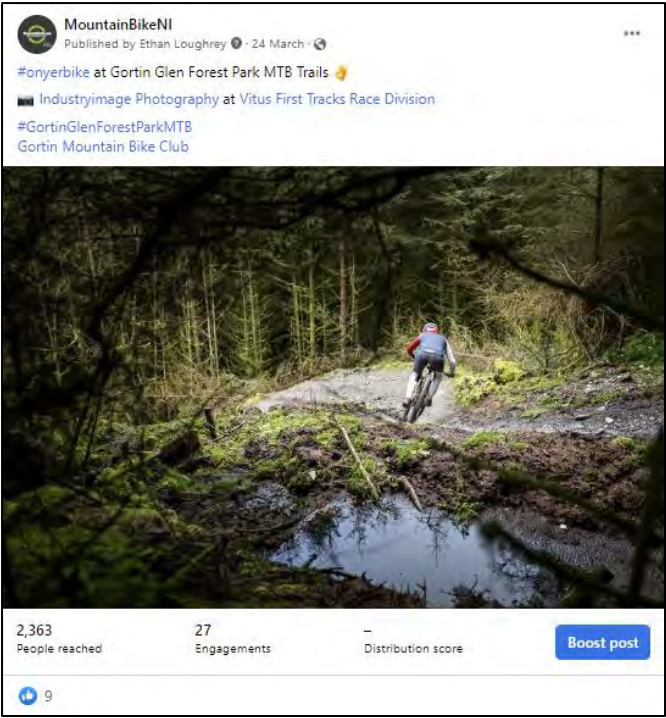 MountainBikeNI
Published by Ethan Loughrey · 24 March ·
#onyerbike at Gortin Glen Forest Park MTB Trails 👌
📷 Industryimage Photography at Vitus First Tracks Race Division
#GortinGlenForestParkMTB
Gortin Mountain Bike Club
2,363 27 –
People reached Engagements Distribution score Boost post
9